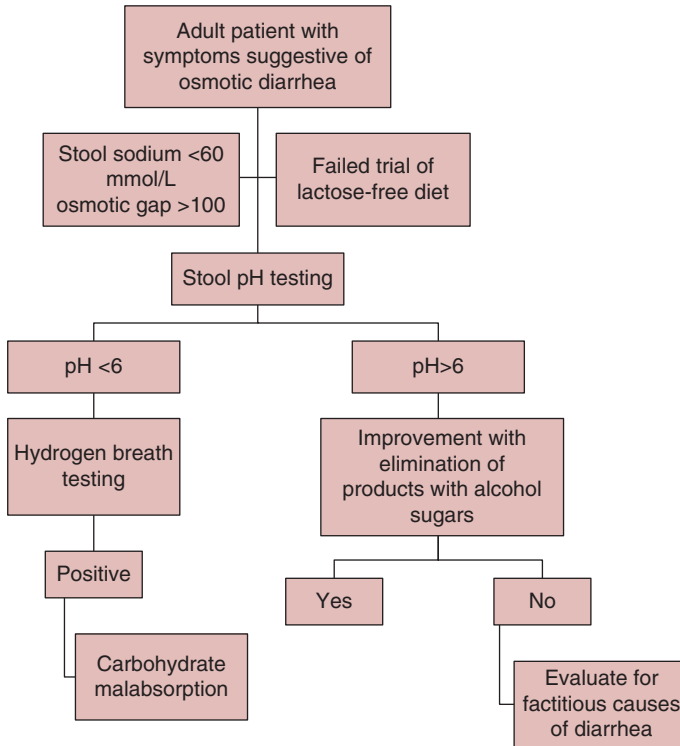 Adult patient with
symptoms suggestive of
osmotic diarrhea
Stool sodium <60
mmol/L
osmotic gap >100
Failed trial of
lactose-free diet
Stool pH testing
pH <6
pH>6
Hydrogen breath
testing
Improvement with
elimination of
products with alcohol
sugars
Positive
Yes
No
Carbohydrate
malabsorption
Evaluate for
factitious causes
of diarrhea